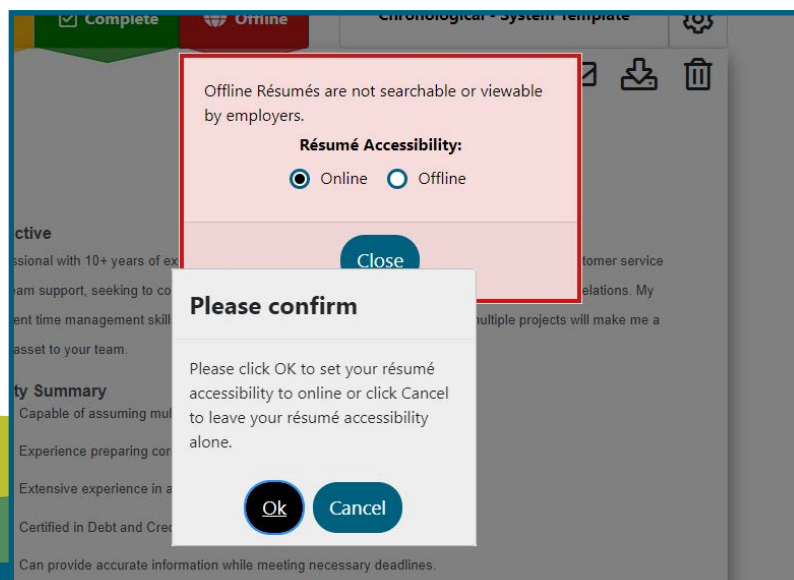 Complete
Offline
Chronological - System Template
Offline Résumés are not searchable or viewable
by employers.
Résumé Accessibility:
Online Offline
Close
ctive
ssional with 10+ years of ex tomer service
am support, seeking to co elations. My
ent time management skill multiple projects will make me a
asset to your team.
ty Summary
Capable of assuming mul
Experience preparing cor
Extensive experience in a
Certified in Debt and Cred
Can provide accurate information while meeting necessary deadlines.
Please confirm
Please click OK to set your résumé
accessibility to online or click Cancel
to leave your résumé accessibility
alone.
Ok Cancel